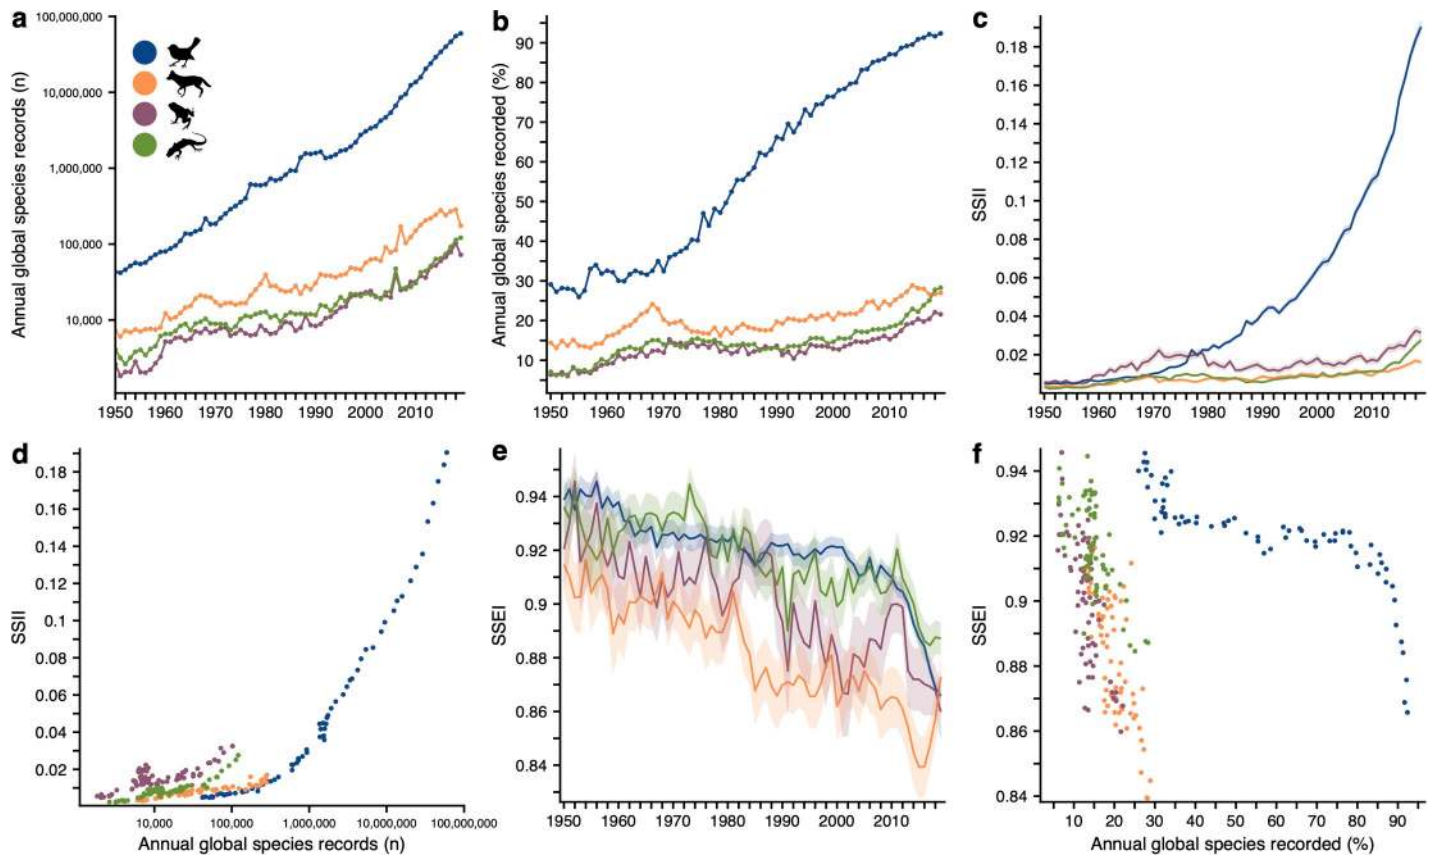 a
Annual global species records (n)
100,000,000
10,000,000
1,000,000
100,000
10,000
1950 1960 1970 1980 1990 2000 2010
b
Annual global species recorded (%)
90
80
70
60
50
40
30
20
10
1950 1960 1970 1980 1990 2000 2010
c
SSII
0.18
0.16
0.14
0.12
0.1
0.08
0.06
0.04
0.02
1950 1960 1970 1980 1990 2000 2010
d
SSII
0.18
0.16
0.14
0.12
0.1
0.08
0.06
0.04
0.02
10,000 100,000 1,000,000 10,000,000 100,000,000
Annual global species records (n)
e
SSEI
0.94
0.92
0.9
0.88
0.86
0.84
1950 1960 1970 1980 1990 2000 2010
f
SSEI
0.94
0.92
0.9
0.88
0.86
0.84
10 20 30 40 50 60 70 80 90
Annual global species recorded (%)